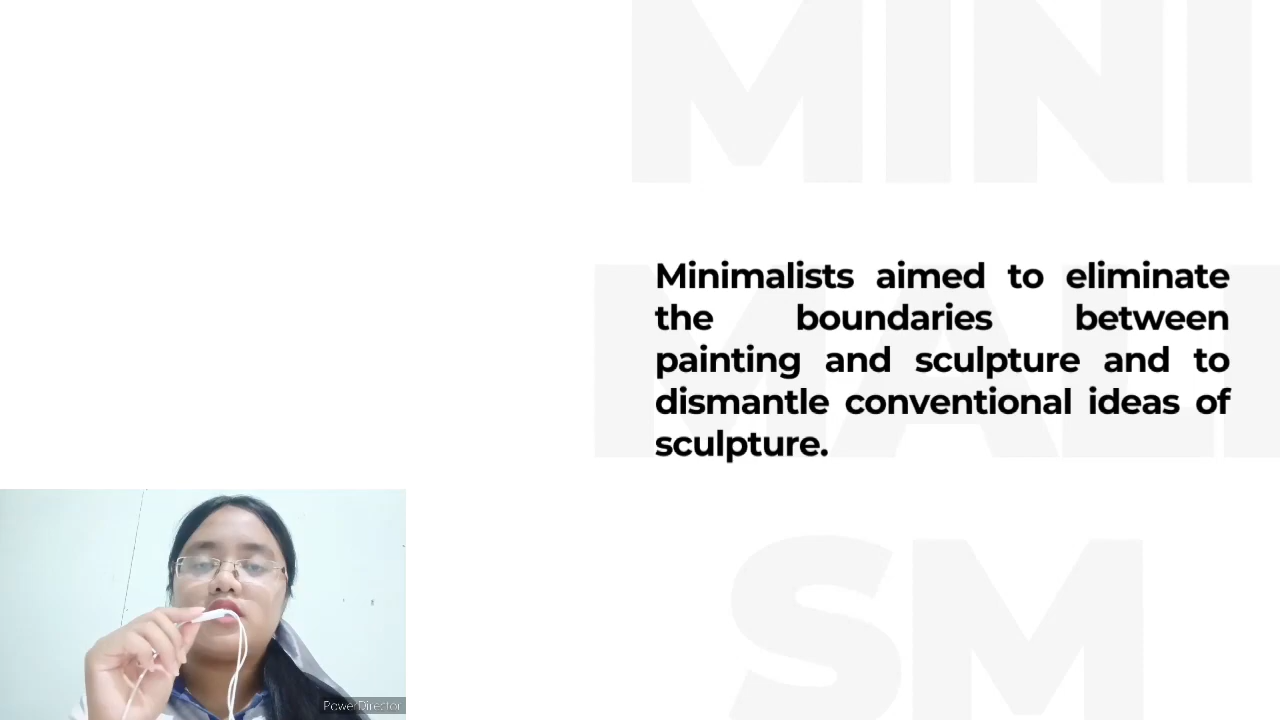 MINI
Minimalists aimed to eliminate
the boundaries between
painting and sculpture and to
dismantle conventional ideas of
sculpture.
MALI
SM
PowerDirector